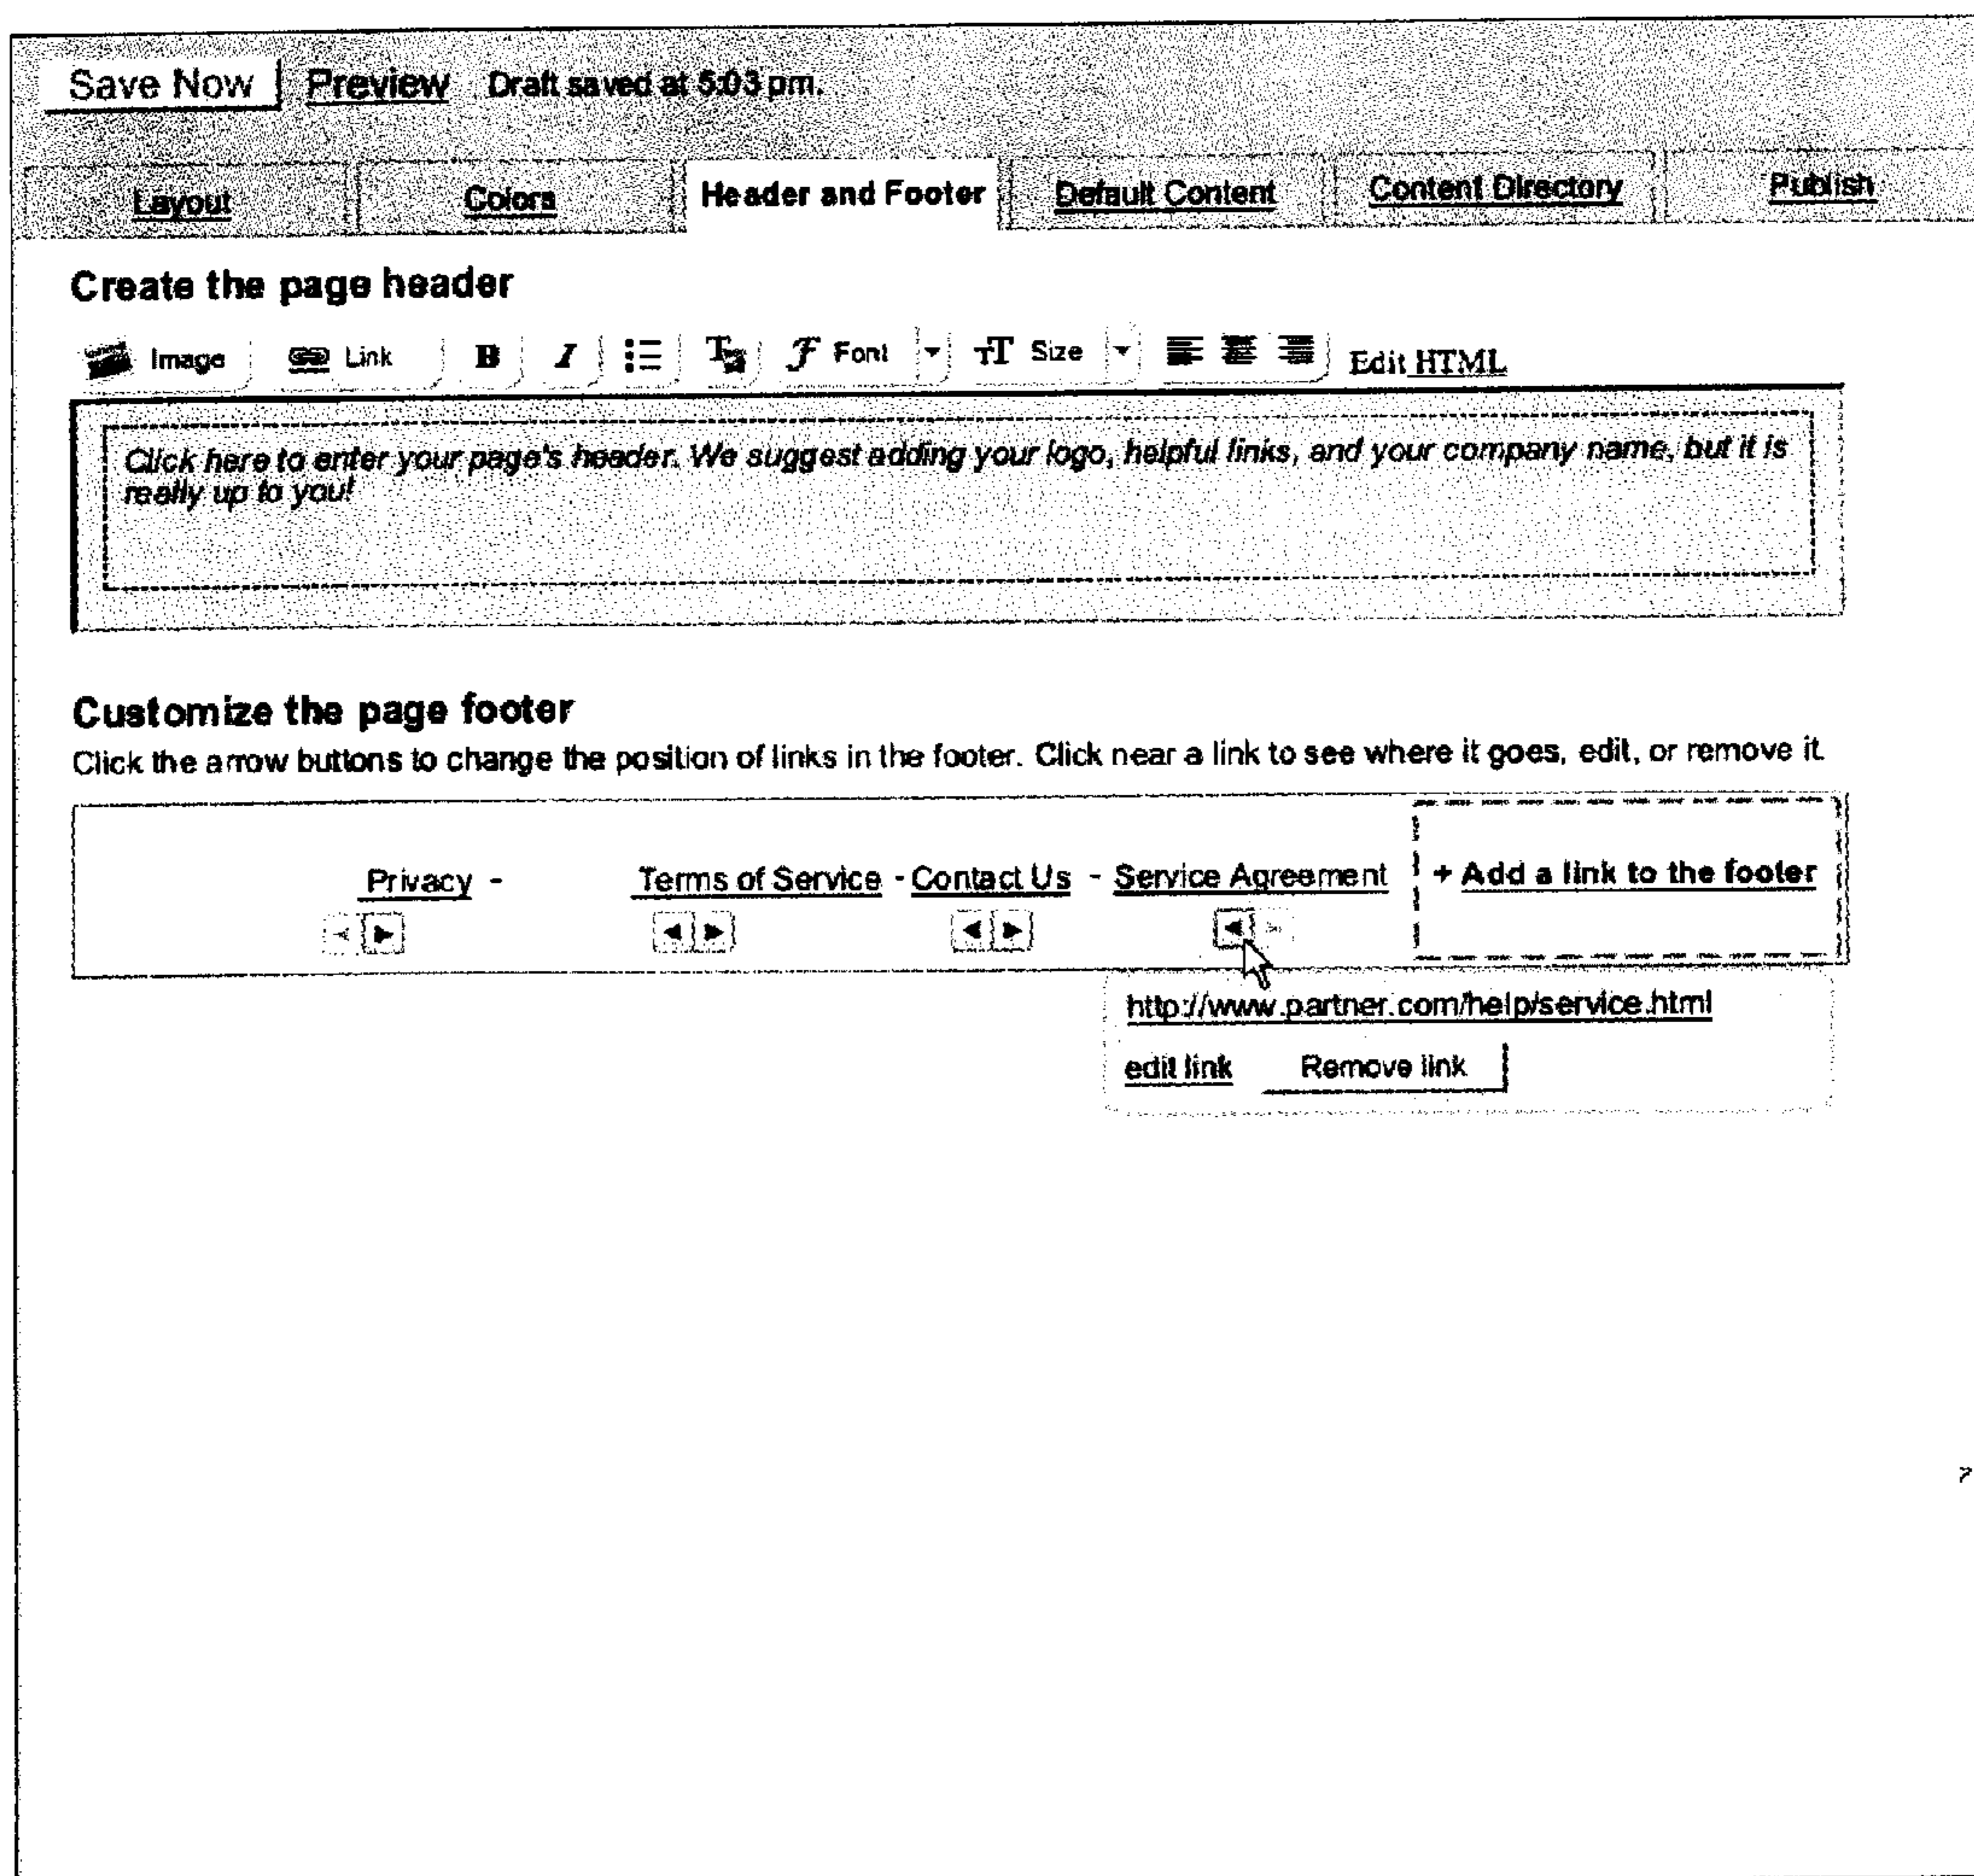 Save Now Preview Draft saved at 5:03 pm.
Layout Colors Header and Footer Default Content Content Directory Publish
Create the page header
Image Link B I T F Font TT Size Edit HTML
Click here to enter your page's header. We suggest adding your logo, helpful links, and your company name, but it is
really up to you!
Customize the page footer
Click the arrow buttons to change the position of links in the footer. Click near a link to see where it goes, edit, or remove it.
Privacy - Terms of Service - Contact Us - Service Agreement + Add a link to the footer
http://www.partner.com/help/service.html
edit link Remove link